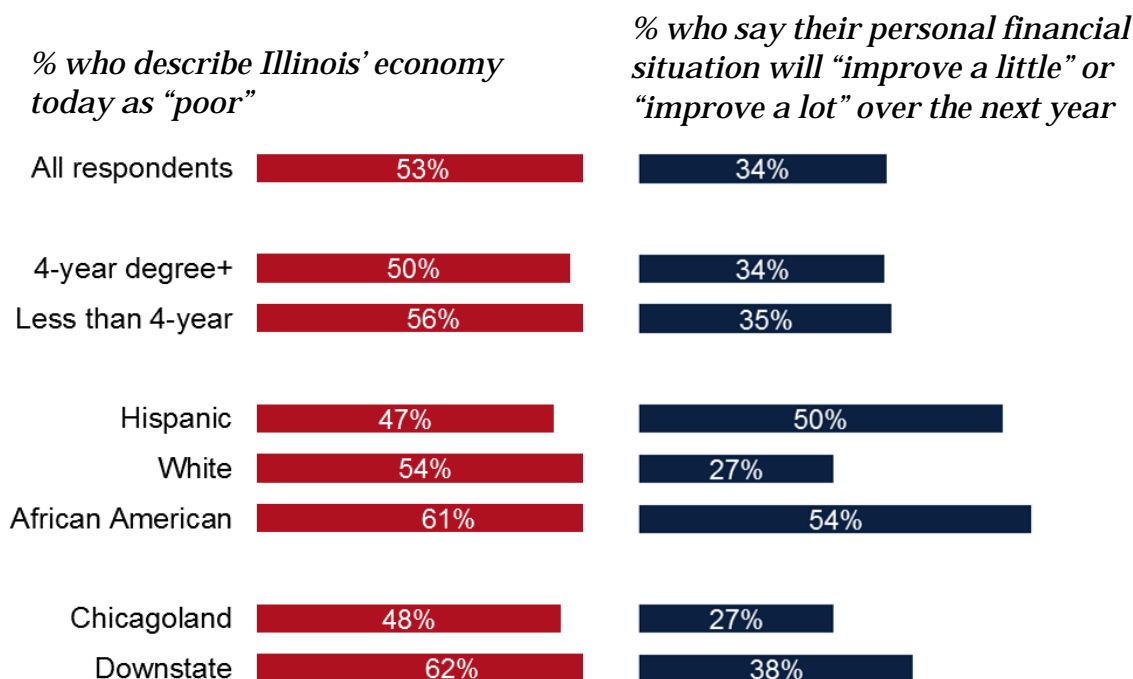 % who describe Illinois’ economy
today as “poor”
% who say their personal financial
situation will “improve a little” or
“improve a lot” over the next year
All respondents 53% 34%
4-year degree+ 50% 34%
Less than 4-year 56% 35%
Hispanic 47% 50%
White 54% 27%
African American 61% 54%
Chicagoland 48% 27%
Downstate 62% 38%